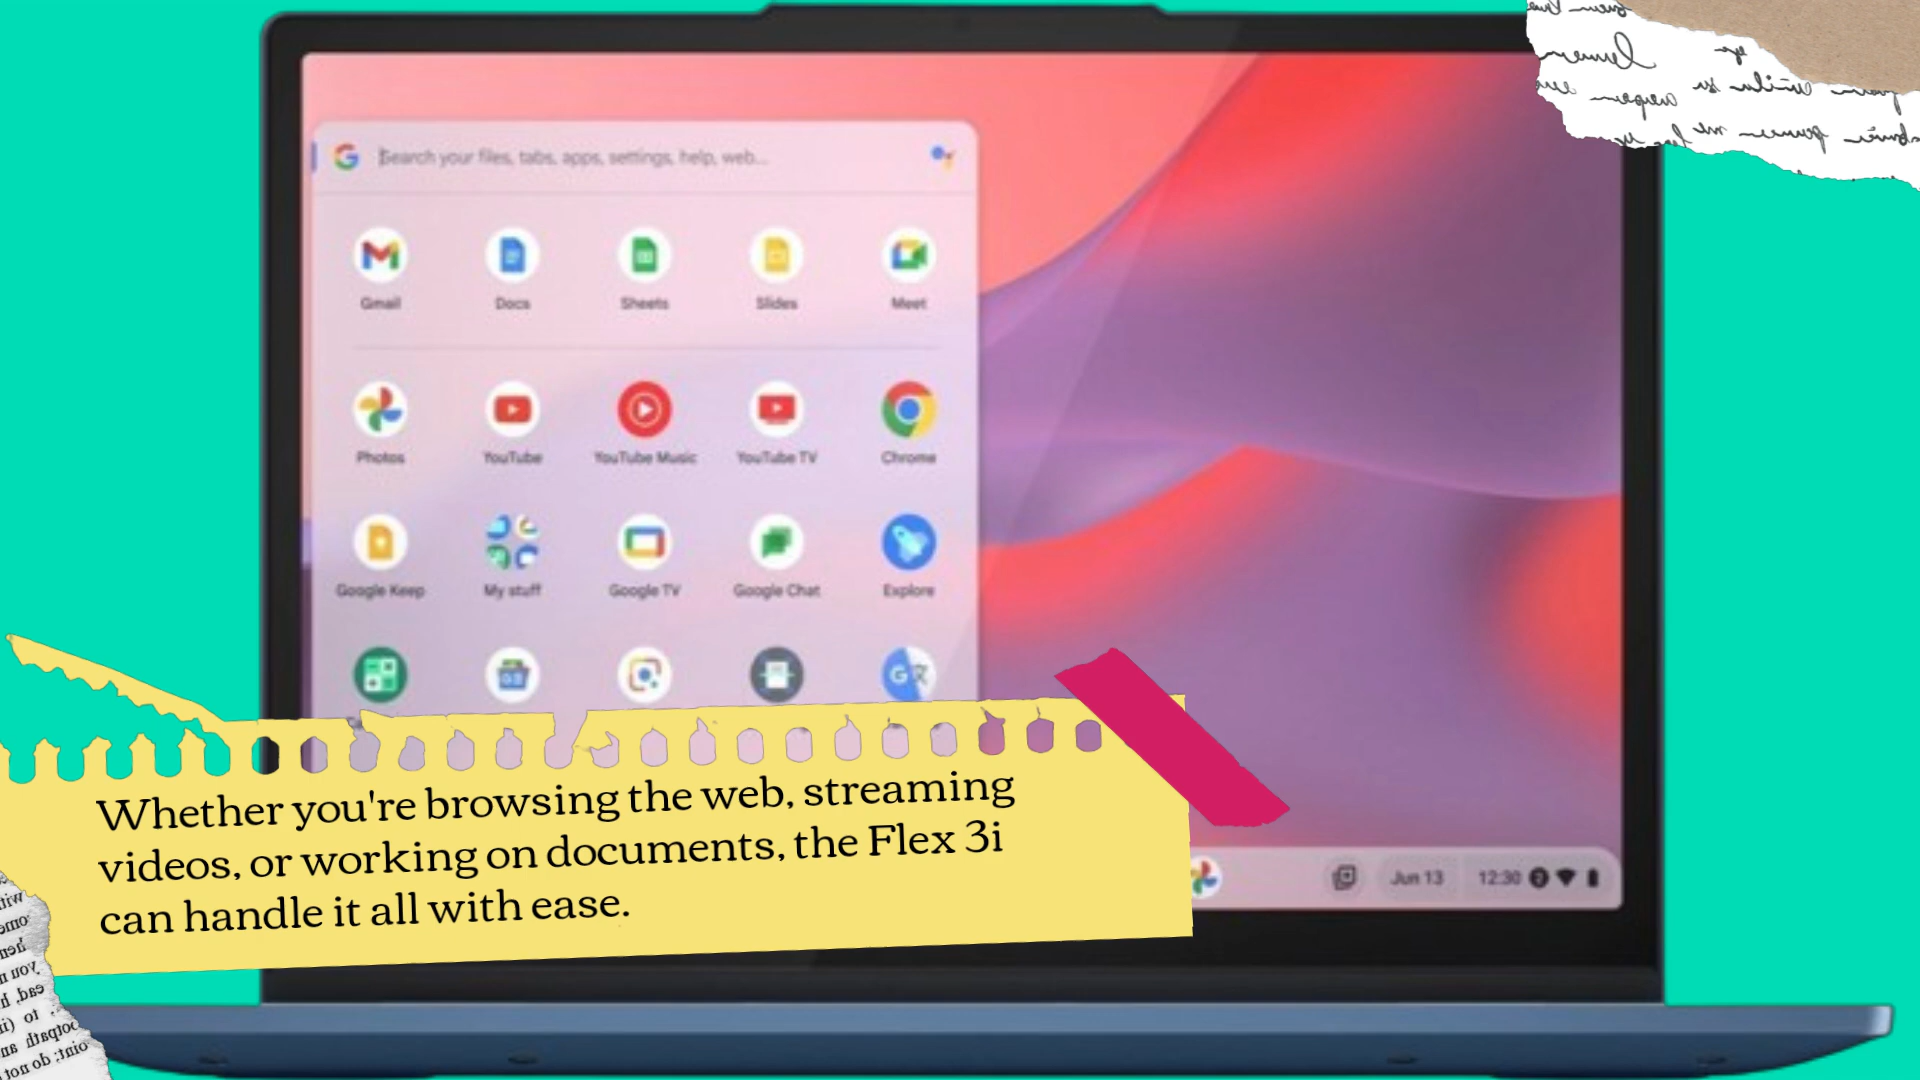 Search your files, tabs, apps, settings, help, web...
Gmail
Docs
Sheets
Slides
Meet
Photos
YouTube
YouTube Music
YouTube TV
Chrome
Google Keep
My stuff
Google TV
Google Chat
Explore
Whether you're browsing the web, streaming
videos, or working on documents, the Flex 3i
can handle it all with ease.
Jun 13
12:30